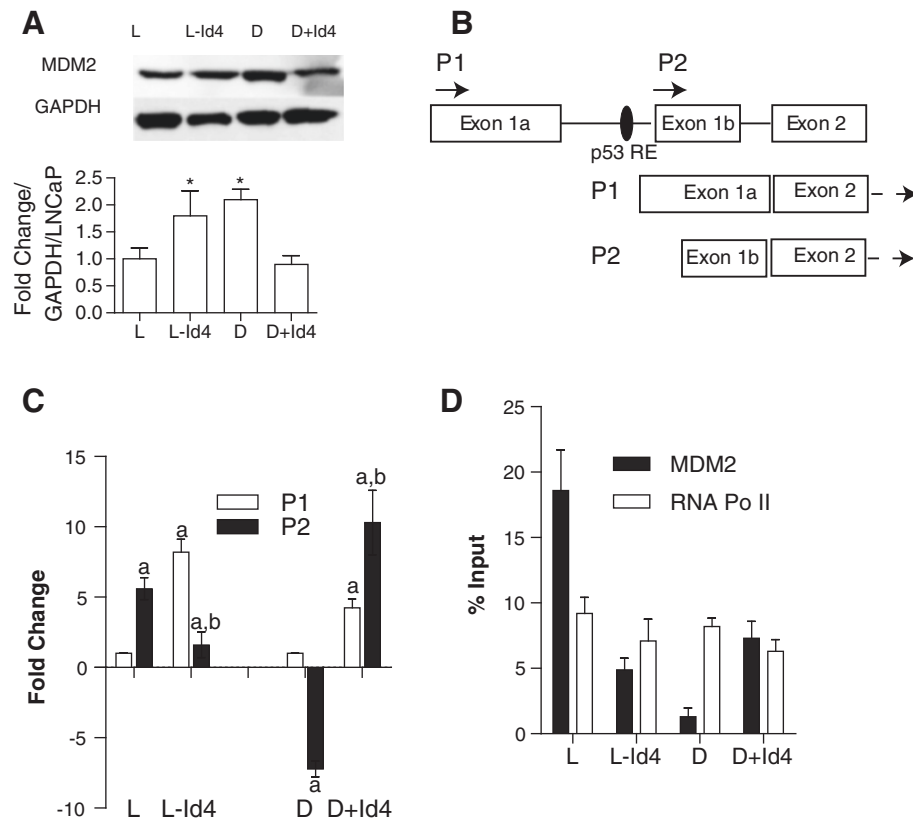 A
L L-Id4 D D+Id4
MDM2
GAPDH
Fold Change/
GAPDH/LNCaP
2.5
2.0
1.5
1.0
0.5
0.0
* *
L L-Id4 D D+Id4
B
P1 P2
Exon 1a Exon 1b Exon 2
p53 RE
P1 Exon 1a Exon 2
P2 Exon 1b Exon 2
C
Fold Change
15
10
5
0
-5
-10
P1
P2
a a a,b a a a,b
L L-Id4 D D+Id4
D
% Input
25
20
15
10
5
0
MDM2
RNA Po II
L L-Id4 D D+Id4